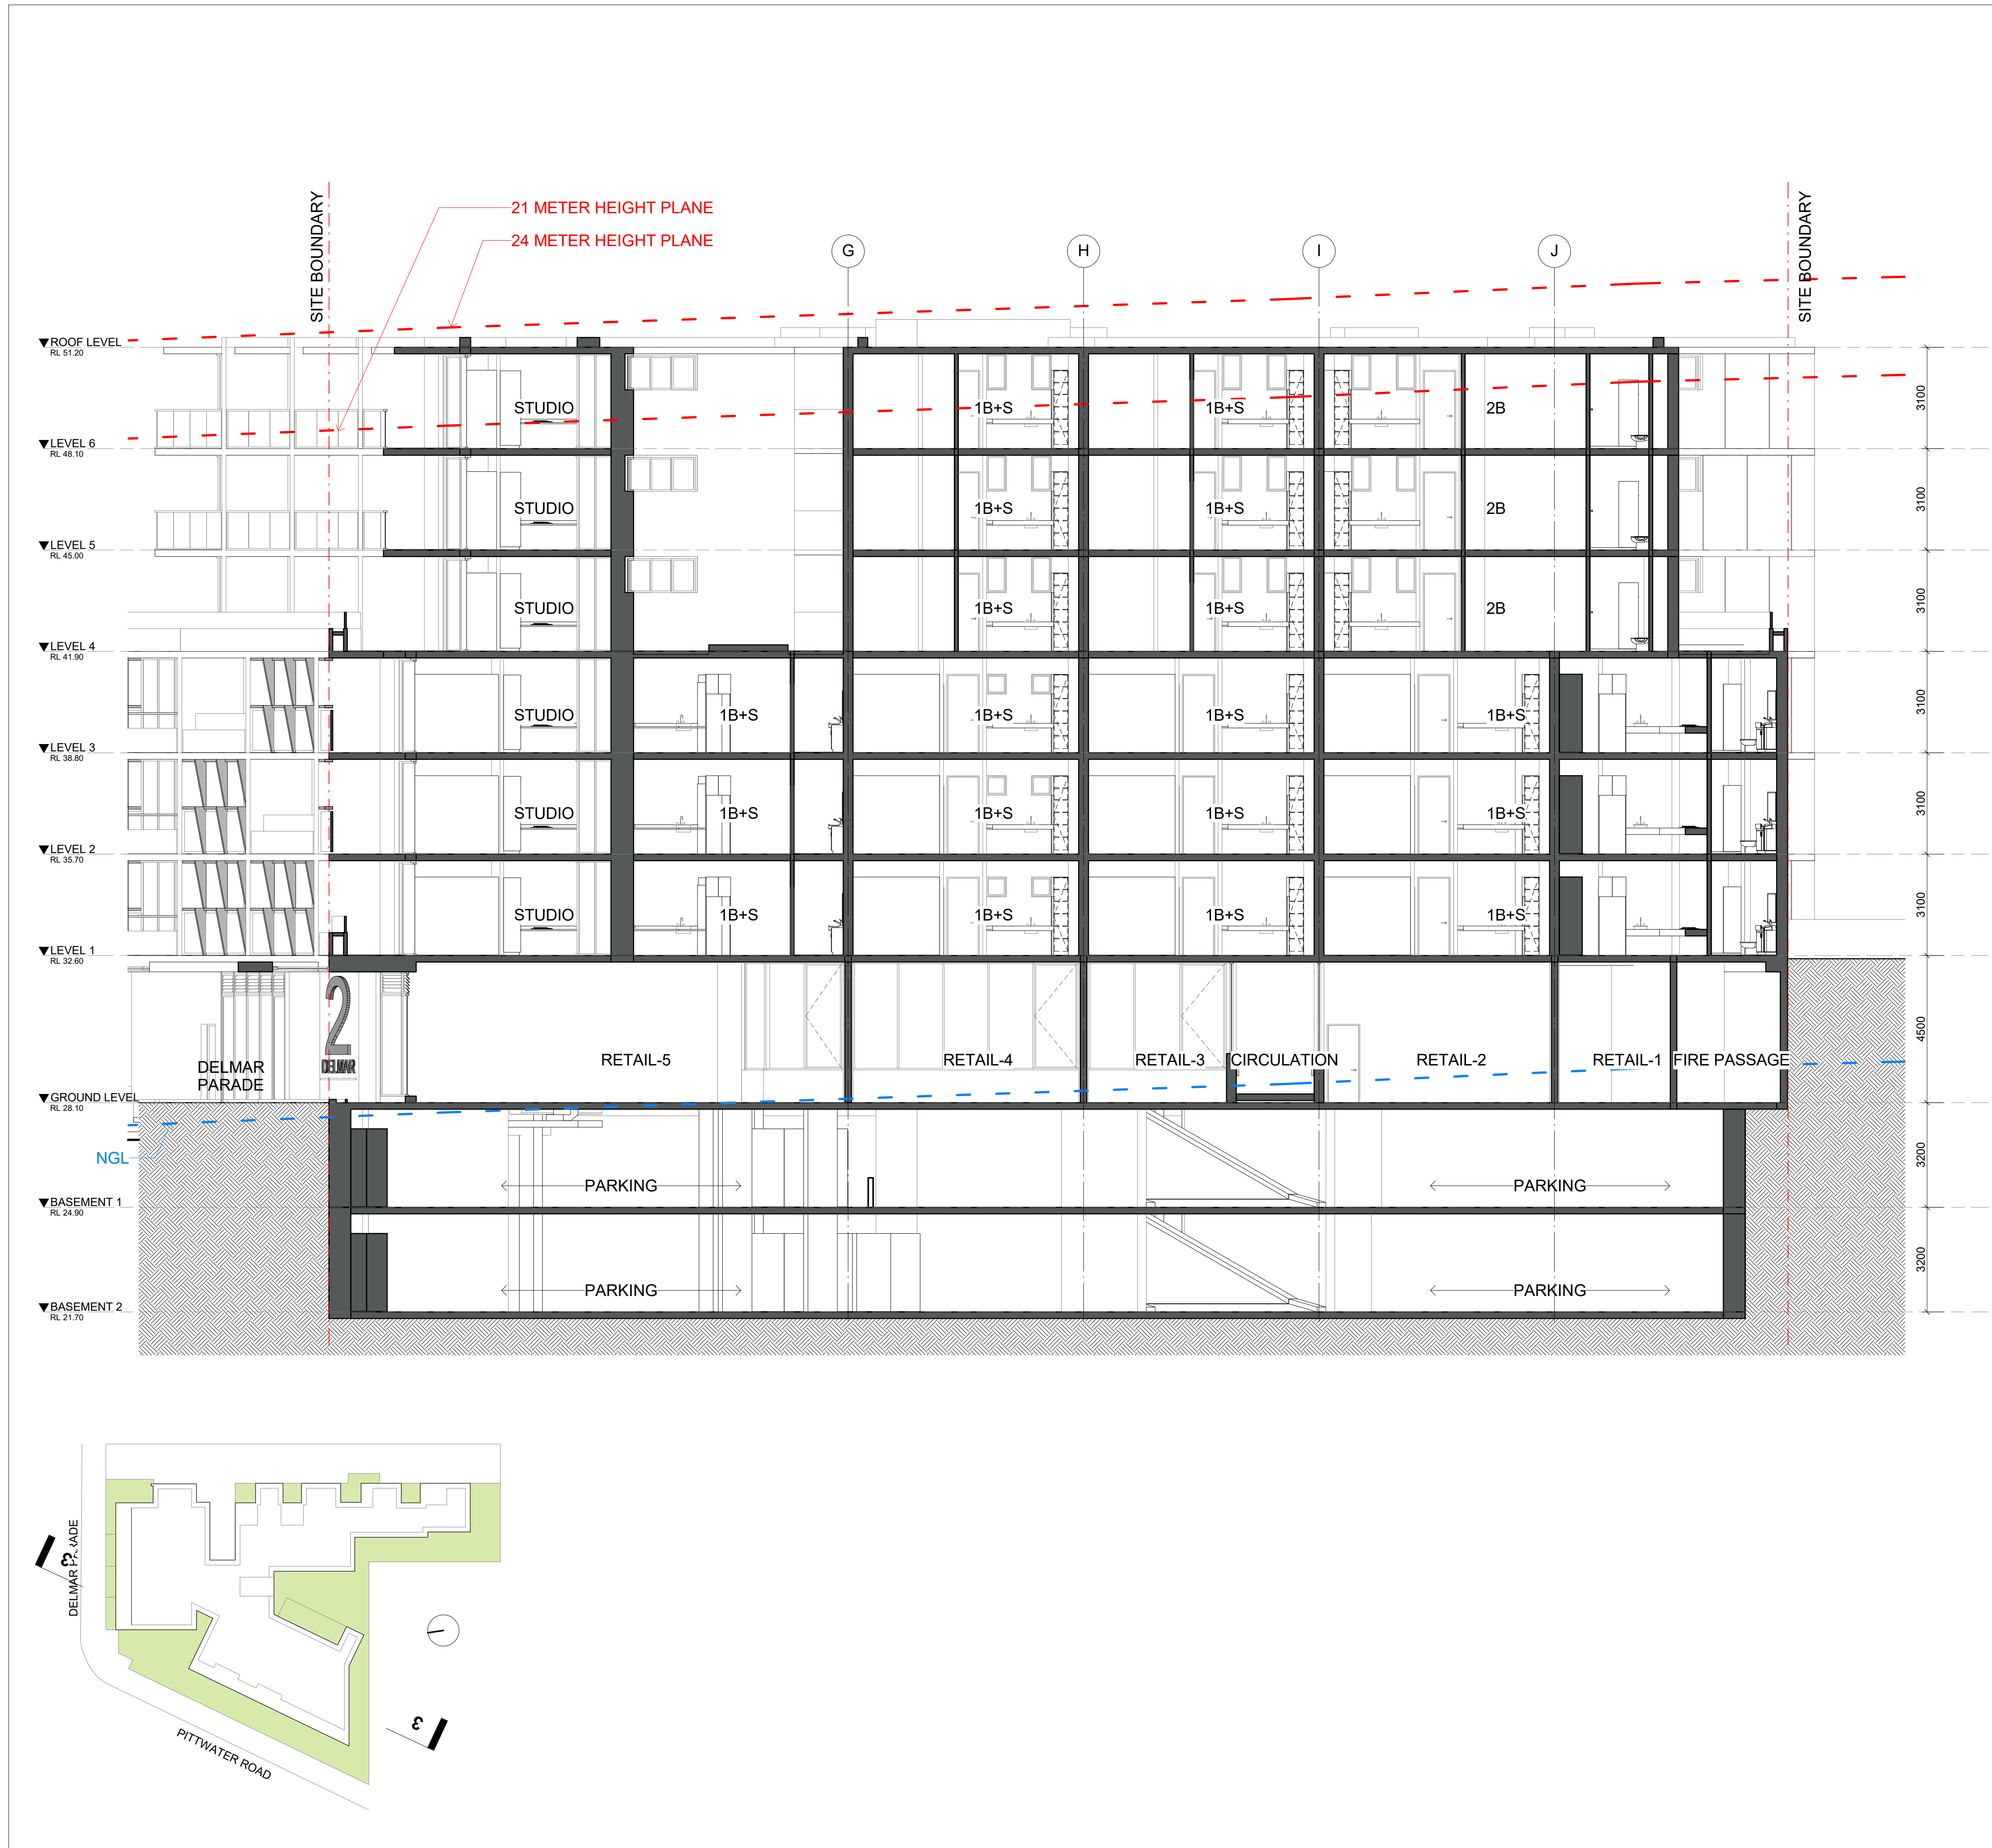 SITE BOUNDARY
21 METER HEIGHT PLANE
24 METER HEIGHT PLANE
G
H
I
J
SITE BOUNDARY
ROOF LEVEL
RL 51.20
3100
STUDIO
1B+S
1B+S
2B
LEVEL 6
RL 48.10
3100
STUDIO
1B+S
1B+S
2B
LEVEL 5
RL 45.00
3100
STUDIO
1B+S
1B+S
2B
LEVEL 4
RL 41.90
3100
STUDIO
1B+S
1B+S
1B+S
1B+S
LEVEL 3
RL 38.80
3100
STUDIO
1B+S
1B+S
1B+S
1B+S
LEVEL 2
RL 35.70
3100
STUDIO
1B+S
1B+S
1B+S
1B+S
LEVEL 1
RL 32.60
4500
2
DELMAR
DELMAR
PARADE
RETAIL-5
RETAIL-4
RETAIL-3
CIRCULATION
RETAIL-2
RETAIL-1
FIRE PASSAGE
GROUND LEVEL
RL 28.10
NGL
3200
PARKING
PARKING
BASEMENT 1
RL 24.90
3200
PARKING
PARKING
BASEMENT 2
RL 21.70
DELMAR PARADE
3
3
PITTWATER ROAD